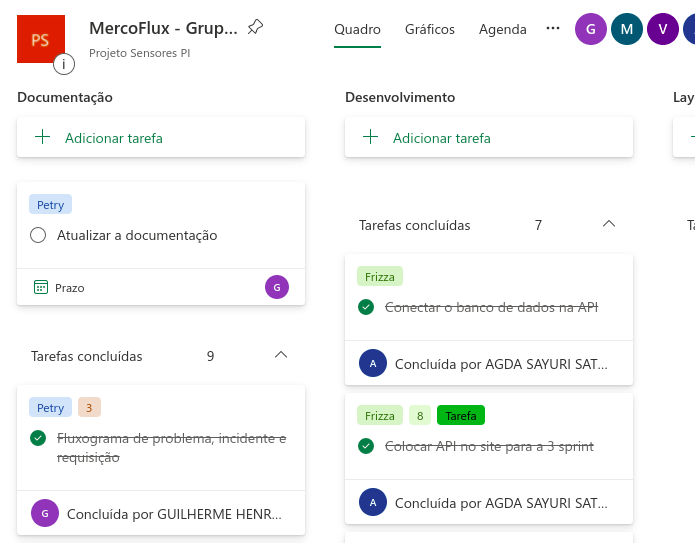 PS
i
MercoFlux - Grup...
Projeto Sensores PI
Quadro
Gráficos
Agenda
...
G
M
V
Documentação
Adicionar tarefa
Petry
Atualizar a documentação
Prazo
G
Tarefas concluídas
9
Petry
3
Fluxograma de problema, incidente e
requisição
G
Concluída por GUILHERME HENR...
Desenvolvimento
Adicionar tarefa
Tarefas concluídas
7
Frizza
Conectar o banco de dados na API
A
Concluída por AGDA SAYURI SAT...
Frizza
8
Tarefa
Colocar API no site para a 3 sprint
A
Concluída por AGDA SAYURI SAT...
Lay